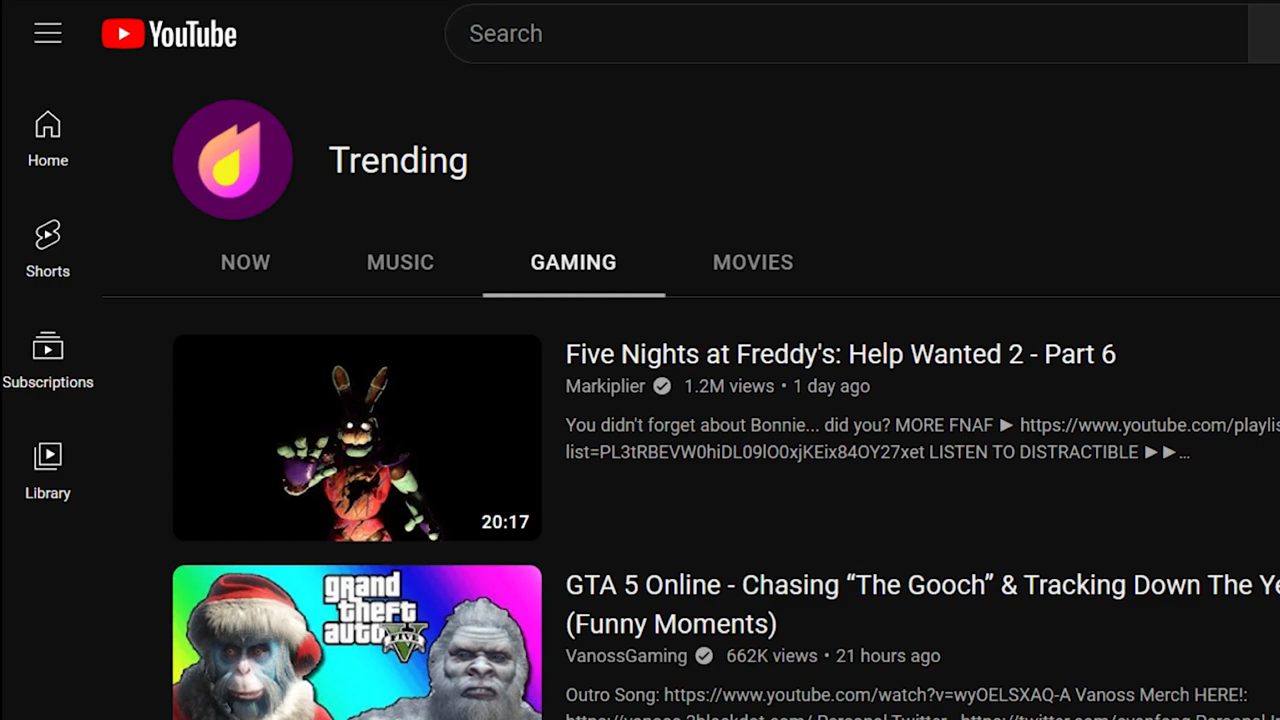 YouTube
Search
Home
Trending
Shorts
NOW MUSIC GAMING MOVIES
Subscriptions
Library
Five Nights at Freddy's: Help Wanted 2 - Part 6
Markiplier 1.2M views • 1 day ago
You didn't forget about Bonnie... did you? MORE FNAF ► https://www.youtube.com/playlis
list=PL3tRBEVW0hiDL09lO0xjKEix84OY27xet LISTEN TO DISTRACTIBLE ►►...
20:17
grand
theft
auto
FIVE
GTA 5 Online - Chasing “The Gooch” & Tracking Down The Ye
(Funny Moments)
VanossGaming 662K views • 21 hours ago
Outro Song: https://www.youtube.com/watch?v=wyOELSXAQ-A Vanoss Merch HERE!: